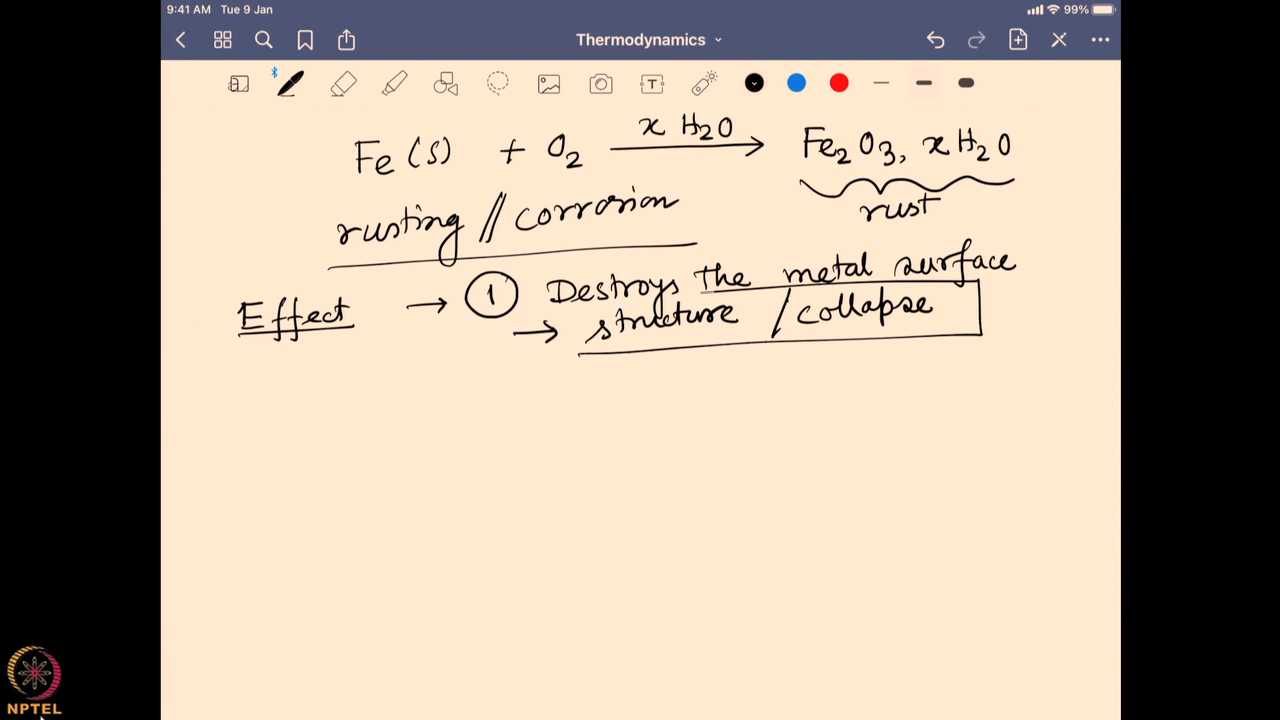 9:41 AM Tue 9 Jan
99%
Thermodynamics
T
Fe (s) + O2 x H2O Fe2O3, x H2O
rust
rusting // corrosion
Effect → 1 Destroys the metal surface
→ structure / collapse
NPTEL